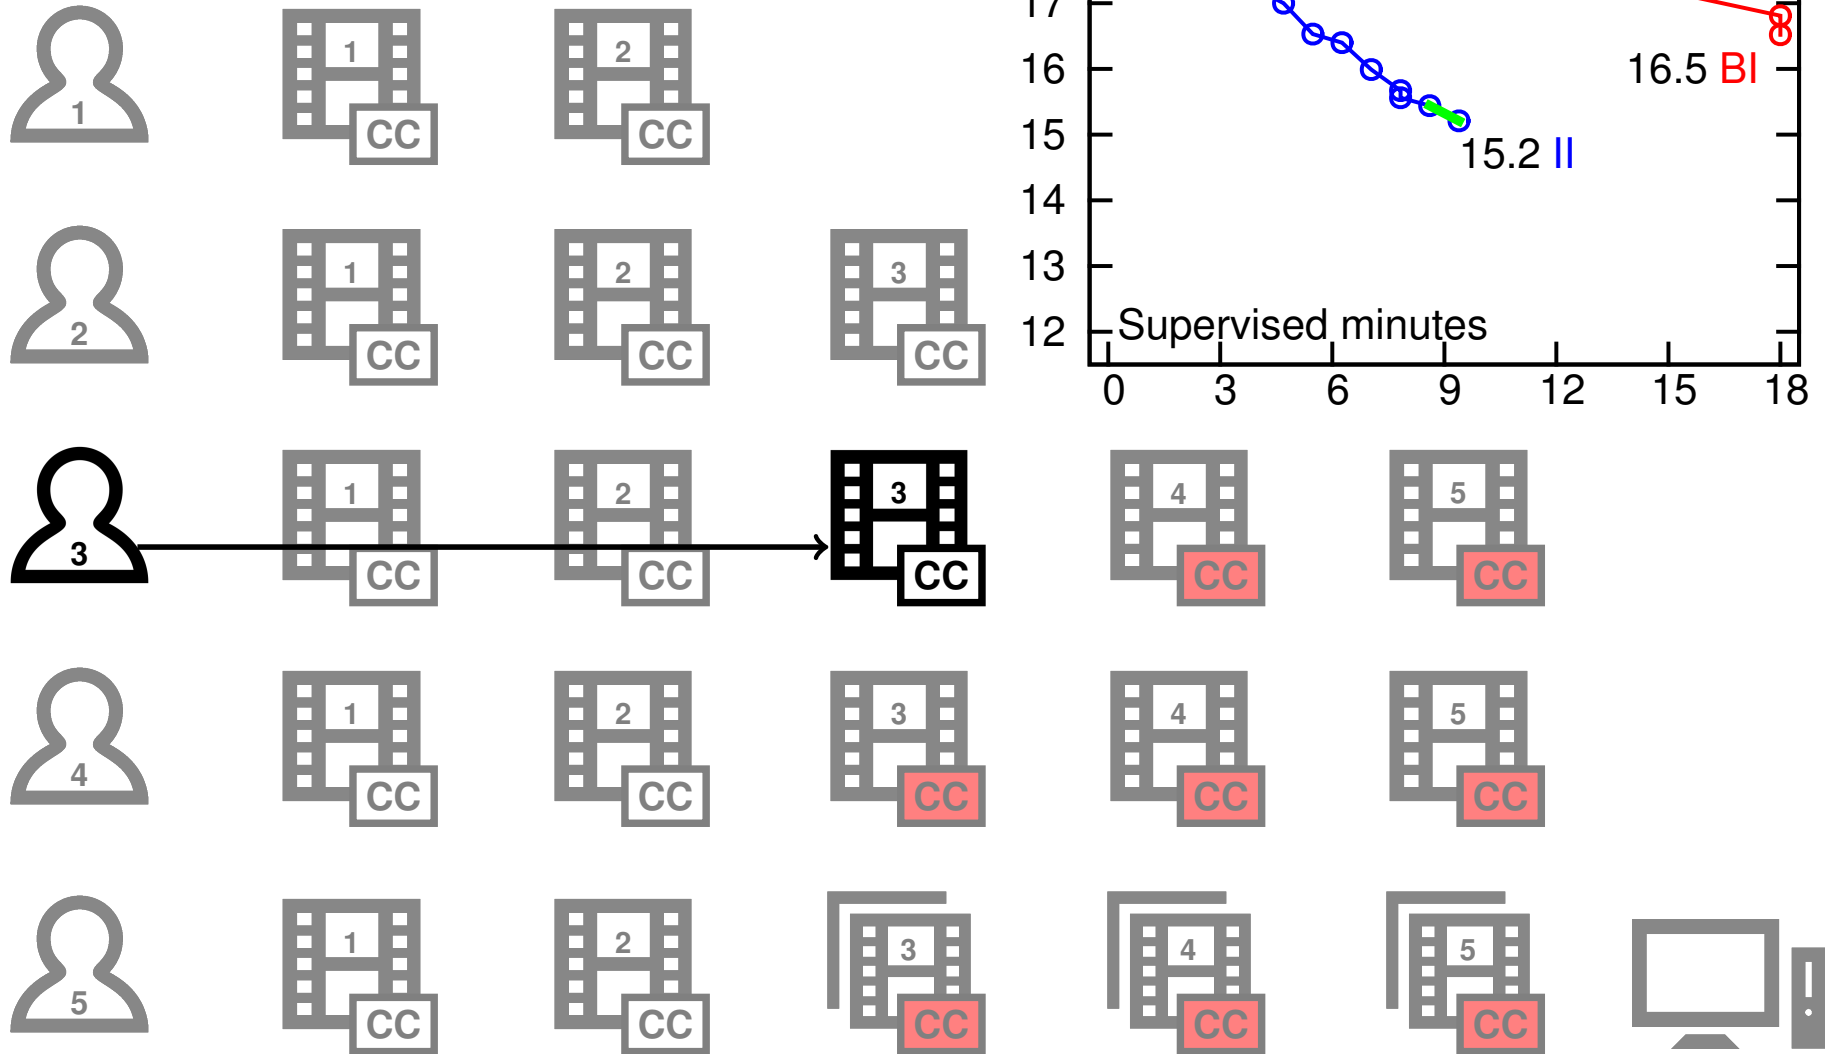 17
1 1 2
16
16.5 BI
CC CC
15
15.2 II
14
2 1 2 3
13
CC CC CC
12
Supervised minutes
0 3 6 9 12 15 18
3 1 2 3 4 5
CC CC CC CC CC
4 1 2 3 4 5
CC CC CC CC CC
5 1 2 3 4 5
CC CC CC CC CC